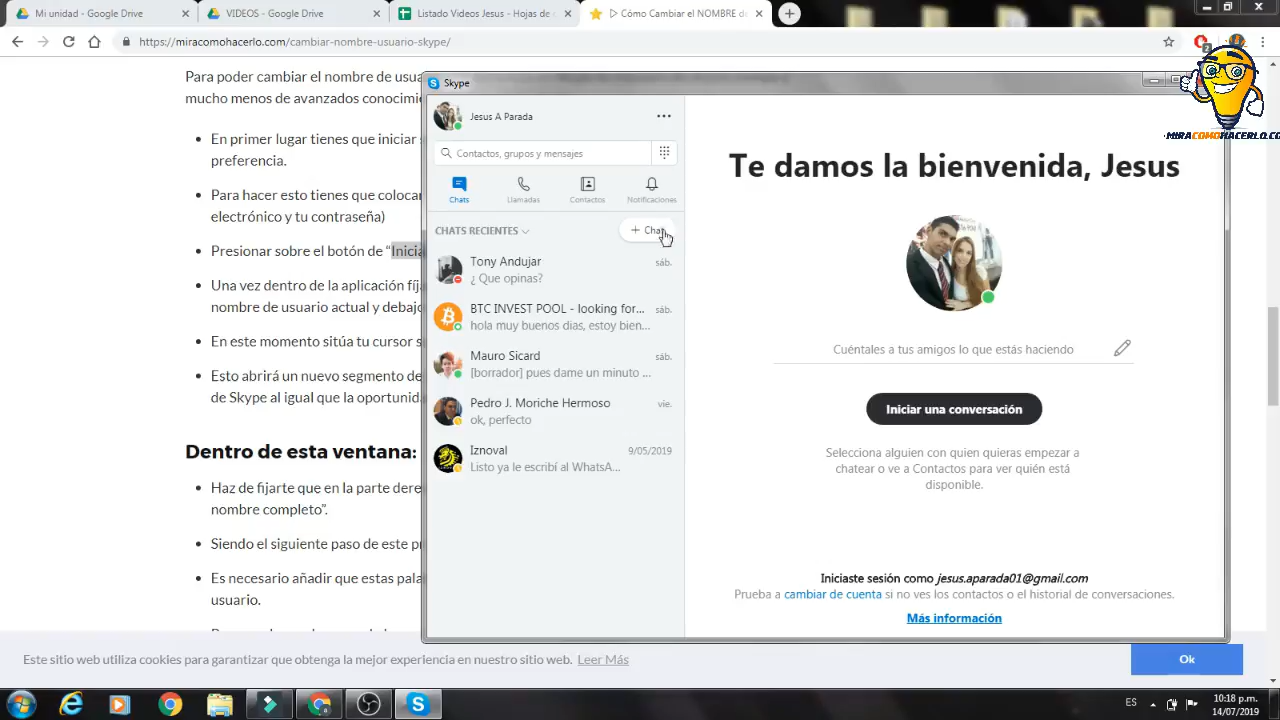 Mi unidad - Google Drive
VIDEOS - Google Drive
Listado Videos Jesus - Hojas de c
▷ Cómo Cambiar el NOMBRE de
https://miracomohacerlo.com/cambiar-nombre-usuario-skype/
2
MIRACOMOHACERLO.CO
Para poder cambiar el nombre de usua
mucho menos de avanzados conocimi
En primer lugar tienes que iniciar
preferencia.
Para hacer esto tienes que colocar
electrónico y tu contraseña)
Presionar sobre el botón de “Inicia
Una vez dentro de la aplicación fíja
nombre de usuario actual y debajo
En este momento sitúa tu cursor s
Esto abrirá un nuevo segmento de
de Skype al igual que la oportunida
Dentro de esta ventana:
Haz de fijarte que en la parte dere
nombre completo”.
Siendo el siguiente paso de este pr
Es necesario añadir que estas pala
usuario.
Skype
Jesus A Parada
Contactos, grupos y mensajes
Chats
Llamadas
Contactos
Notificaciones
CHATS RECIENTES
+ Chat
Tony Andujar
sáb.
¿ Que opinas?
BTC INVEST POOL - looking for...
sáb.
hola muy buenos dias, estoy bien...
Mauro Sicard
sáb.
[borrador] pues dame un minuto ...
Pedro J. Moriche Hermoso
vie.
ok, perfecto
Iznoval
9/05/2019
Listo ya le escribí al WhatsA...
Te damos la bienvenida, Jesus
Cuéntales a tus amigos lo que estás haciendo
Iniciar una conversación
Selecciona alguien con quien quieras empezar a
chatear o ve a Contactos para ver quién está
disponible.
Iniciaste sesión como jesus.aparada01@gmail.com
Prueba a cambiar de cuenta si no ves los contactos o el historial de conversaciones.
Más información
Este sitio web utiliza cookies para garantizar que obtenga la mejor experiencia en nuestro sitio web. Leer Más
Ok
ES
10:18 p.m.
14/07/2019